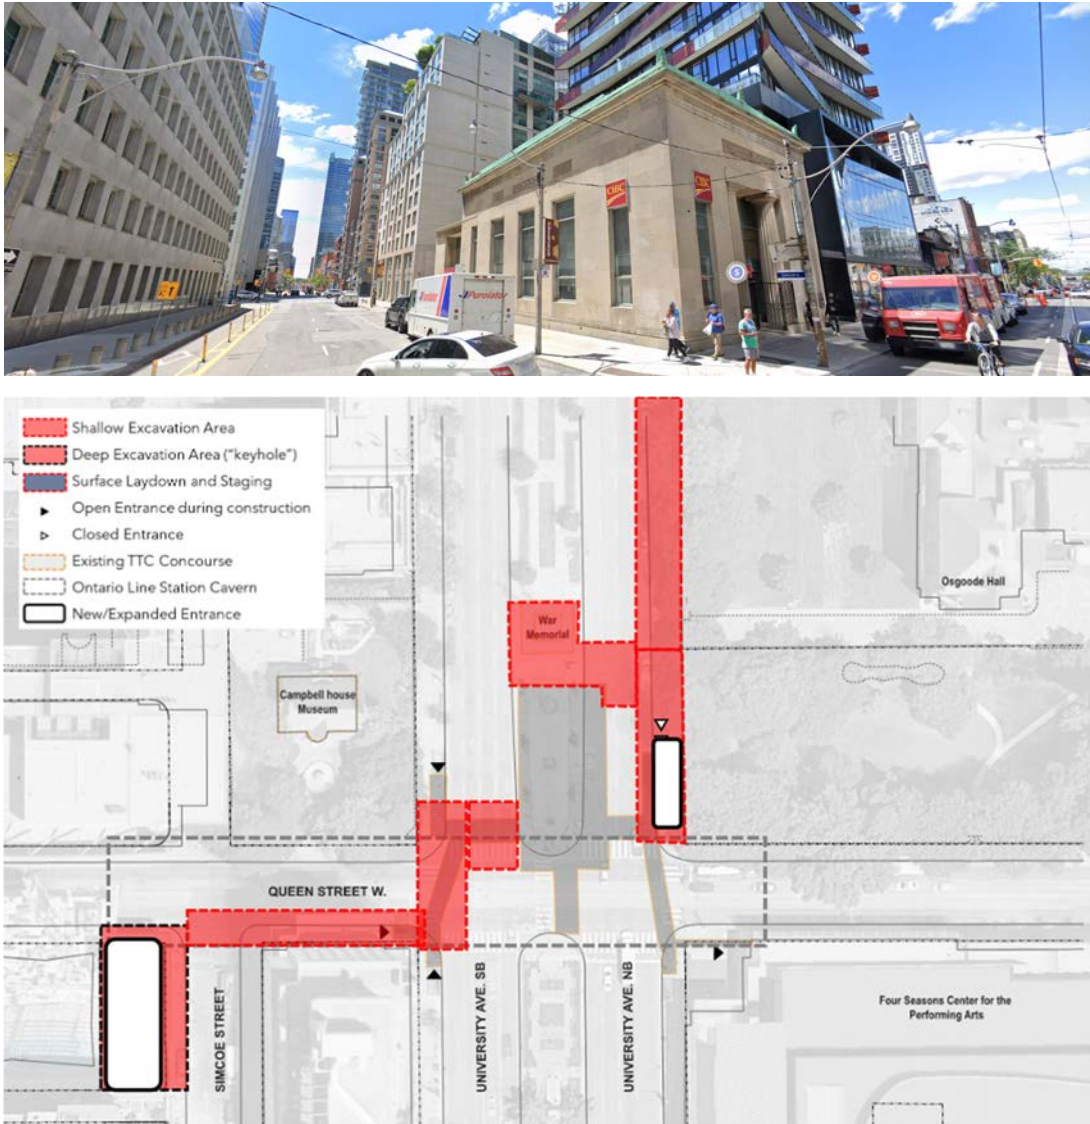 CIBC
CIBC
Purolator
Shallow Excavation Area
Deep Excavation Area ("keyhole")
Surface Laydown and Staging
Open Entrance during construction
Closed Entrance
Existing TTC Concourse
Ontario Line Station Cavern
New/Expanded Entrance
War
Memorial
Osgoode Hall
Campbell house
Museum
QUEEN STREET W.
SIMCOE STREET
UNIVERSITY AVE. SB
UNIVERSITY AVE. NB
Four Seasons Center for the
Performing Arts